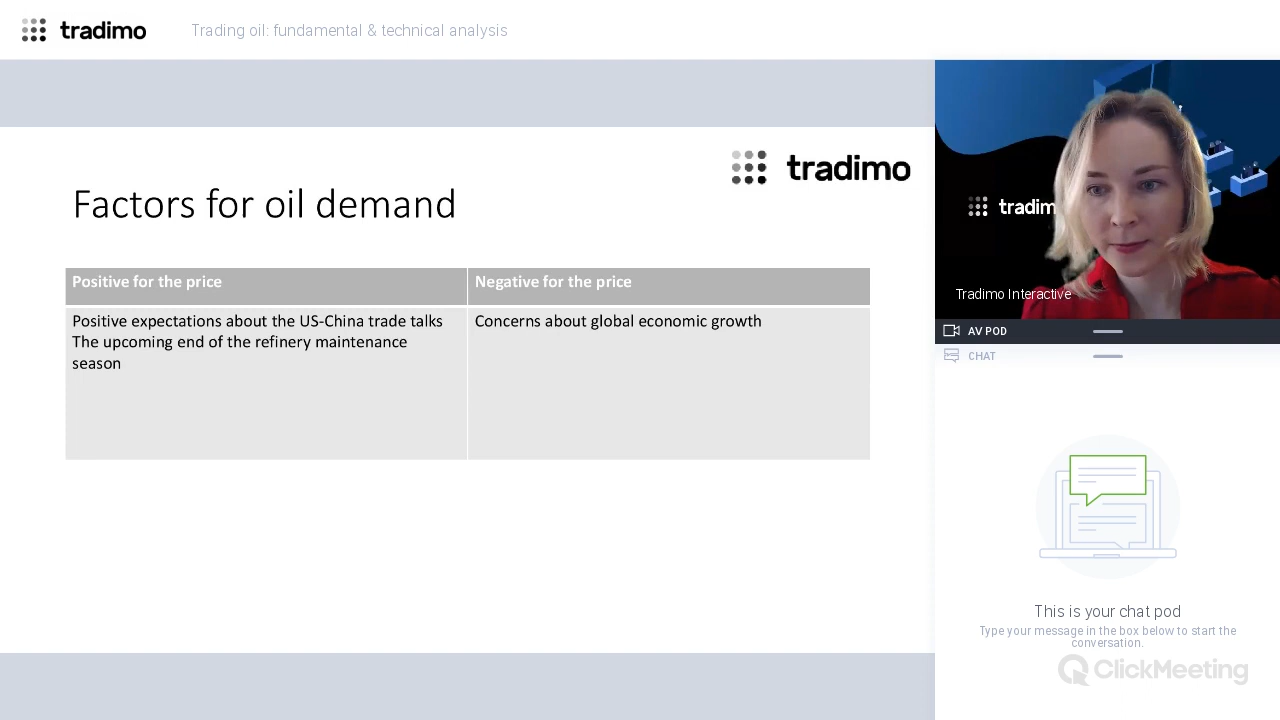 tradimo
Trading oil: fundamental & technical analysis
tradimo
Factors for oil demand
Positive for the price
Negative for the price
Positive expectations about the US-China trade talks
The upcoming end of the refinery maintenance
season
Concerns about global economic growth
tradim
Tradimo Interactive
AV POD
CHAT
This is your chat pod
Type your message in the box below to start the
conversation.
ClickMeeting